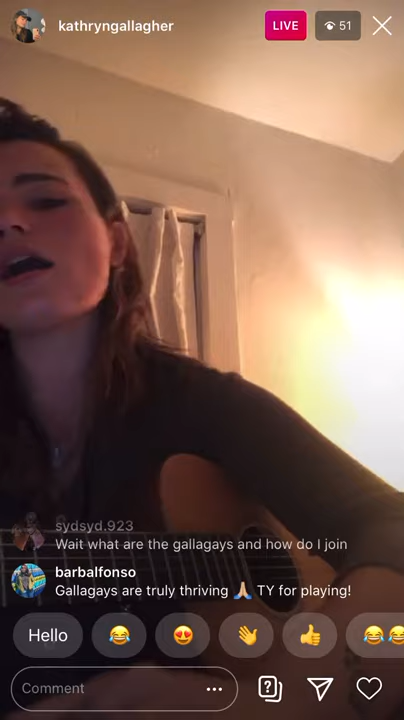 kathryngallagher
LIVE
51
sydsyd.923
Wait what are the gallagays and how do I join
barbalfonso
Gallagays are truly thriving 🙏🏻 TY for playing!
Hello
Comment